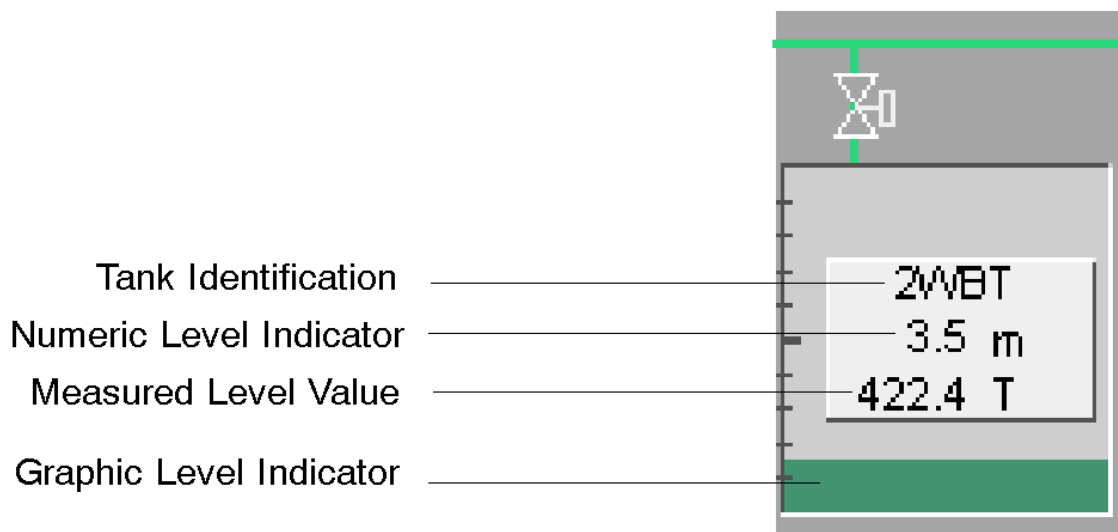 Tank Identification
2WBT
Numeric Level Indicator
3.5 m
Measured Level Value
422.4 T
Graphic Level Indicator